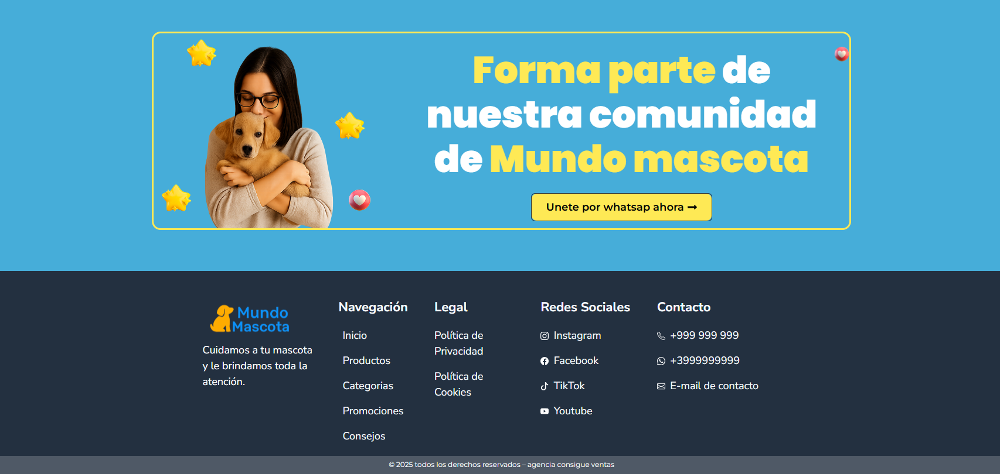 Forma parte de
nuestra comunidad
de Mundo mascota
Unete por whatsap ahora ➞
Mundo
Mascota
Cuidamos a tu mascota
y le brindamos toda la
atención.
Navegación
Inicio
Productos
Categorias
Promociones
Consejos
Legal
Política de
Privacidad
Política de
Cookies
Redes Sociales
Instagram
Facebook
TikTok
Youtube
Contacto
+999 999 999
+3999999999
E-mail de contacto
© 2025 todos los derechos reservados – agencia consigue ventas